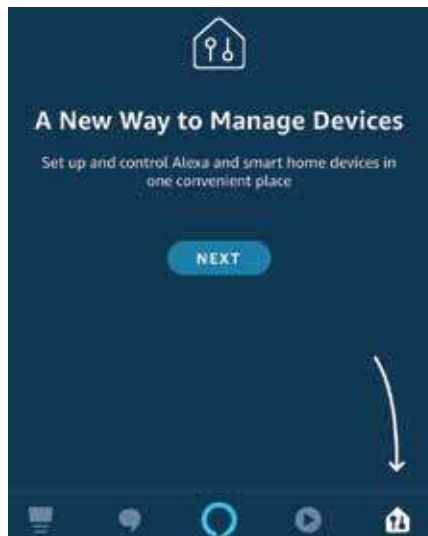 A New Way to Manage Devices
Set up and control Alexa and smart home devices in
one convenient place
NEXT